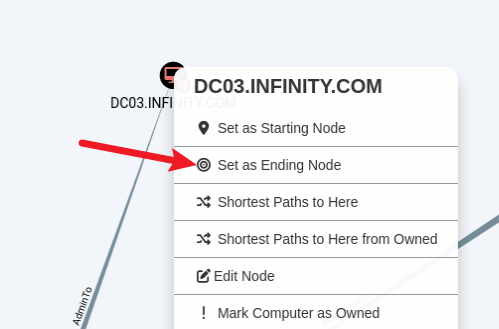 DC03.INFINITY.COM
DC03.INFINITY.COM
Set as Starting Node
Set as Ending Node
Shortest Paths to Here
Shortest Paths to Here from Owned
Edit Node
Mark Computer as Owned
AdminTo